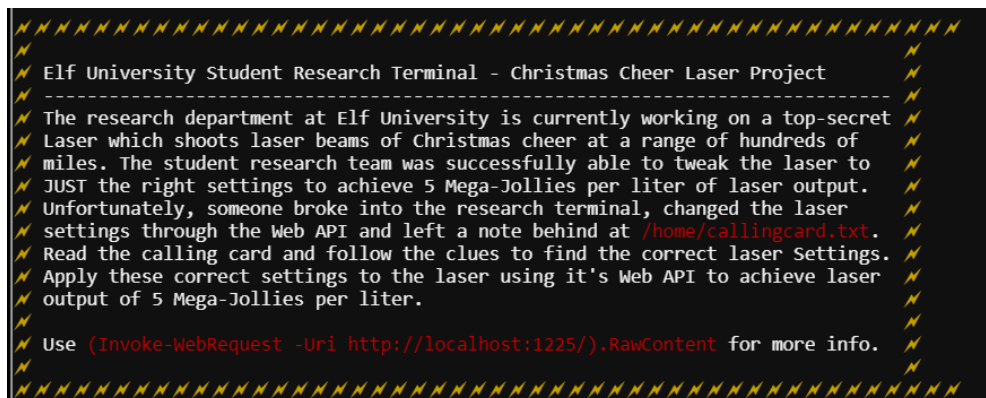 Elf University Student Research Terminal - Christmas Cheer Laser Project
------------------------------------------------------------------------------
The research department at Elf University is currently working on a top-secret
Laser which shoots laser beams of Christmas cheer at a range of hundreds of
miles. The student research team was successfully able to tweak the laser to
JUST the right settings to achieve 5 Mega-Jollies per liter of laser output.
Unfortunately, someone broke into the research terminal, changed the laser
settings through the Web API and left a note behind at /home/callingcard.txt.
Read the calling card and follow the clues to find the correct laser Settings.
Apply these correct settings to the laser using it's Web API to achieve laser
output of 5 Mega-Jollies per liter.
Use (Invoke-WebRequest -Uri http://localhost:1225/).RawContent for more info.